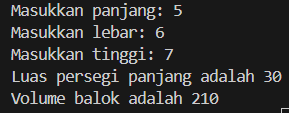 Masukkan panjang: 5
Masukkan lebar: 6
Masukkan tinggi: 7
Luas persegi panjang adalah 30
Volume balok adalah 210